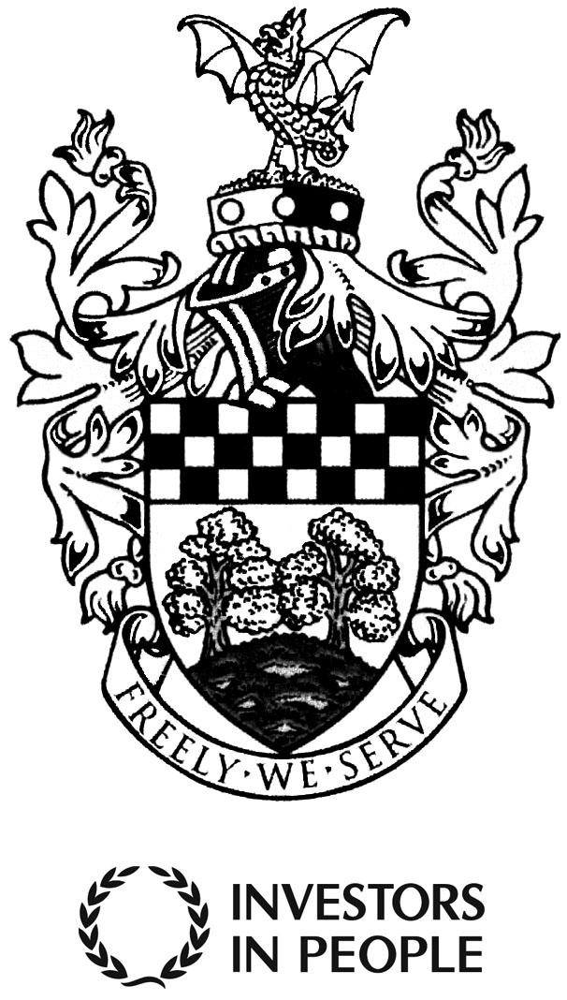 FREELY · WE · SERVE
INVESTORS
IN PEOPLE